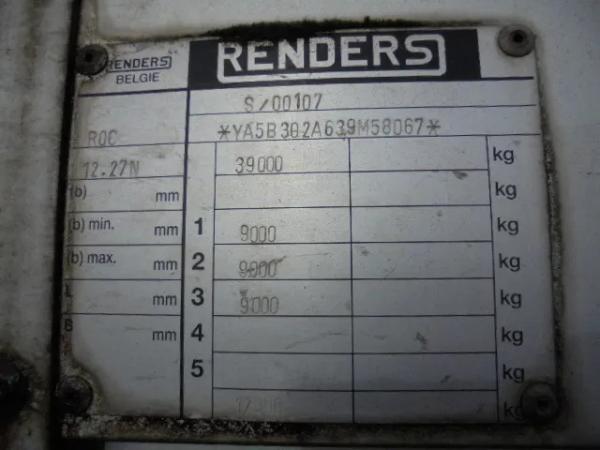 RENDERS
BELGIE
RENDERS
S/00107
ROC *YA5B302A639M58067*
12.27N 39000 kg
(b) mm kg
(b) min. mm 1 9000 kg
(b) max. mm 2 9000 kg
L mm 3 9000 kg
B mm 4 kg
5 kg
kg